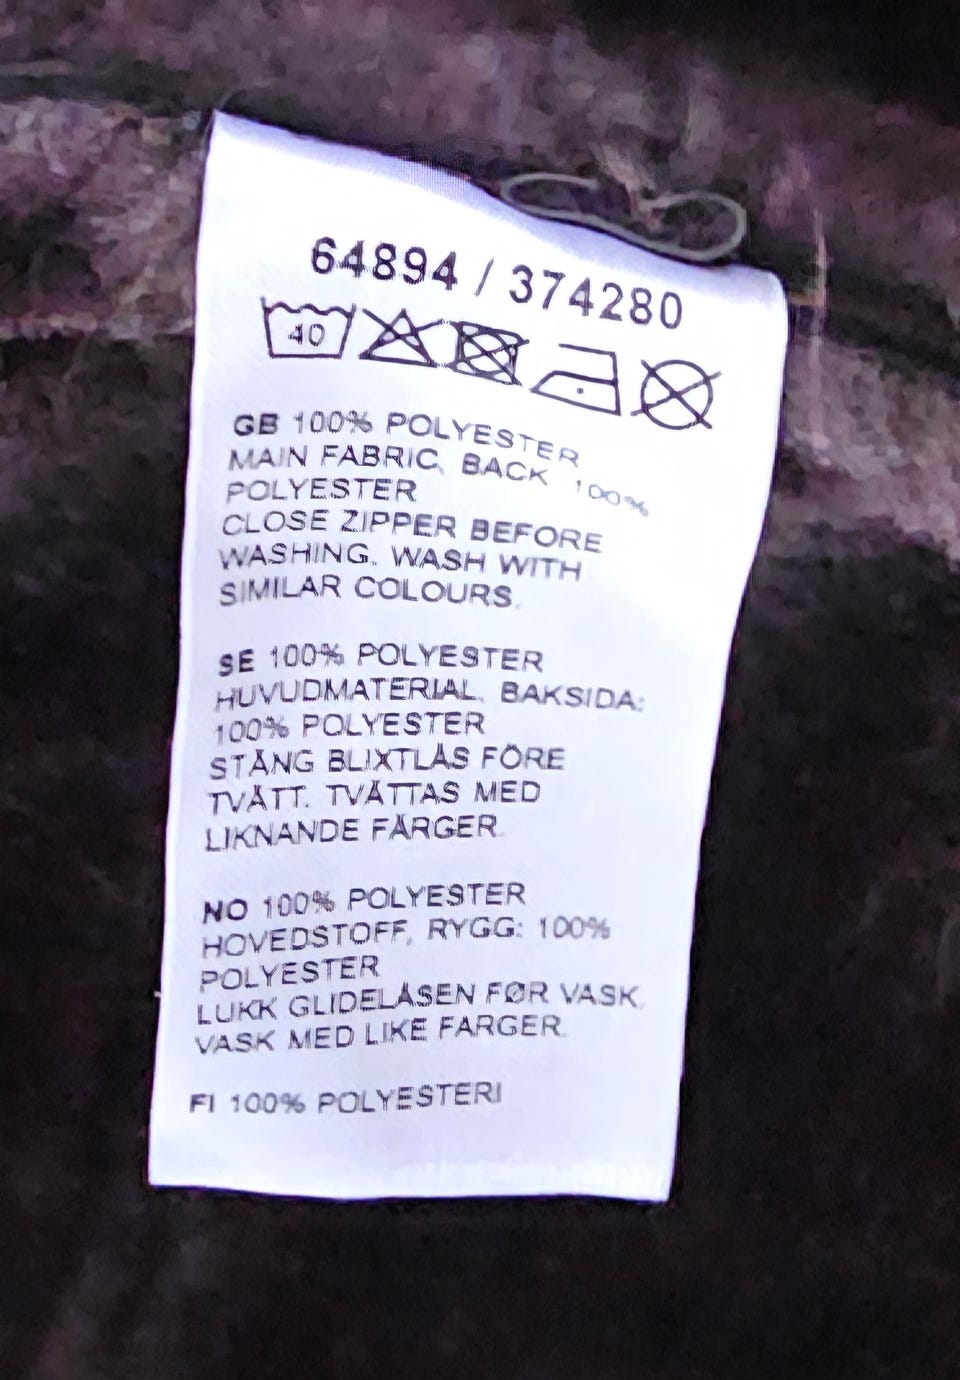 64894 / 374280
40
GB 100% POLYESTER
MAIN FABRIC, BACK 100%
POLYESTER
CLOSE ZIPPER BEFORE
WASHING. WASH WITH
SIMILAR COLOURS.
SE 100% POLYESTER
HUVUDMATERIAL, BAKSIDA:
100% POLYESTER
STÄNG BLIXTLÅS FÖRE
TVÄTT. TVÄTTAS MED
LIKNANDE FÄRGER.
NO 100% POLYESTER
HOVEDSTOFF, RYGG: 100%
POLYESTER
LUKK GLIDELÅSEN FØR VASK.
VASK MED LIKE FARGER.
FI 100% POLYESTERI